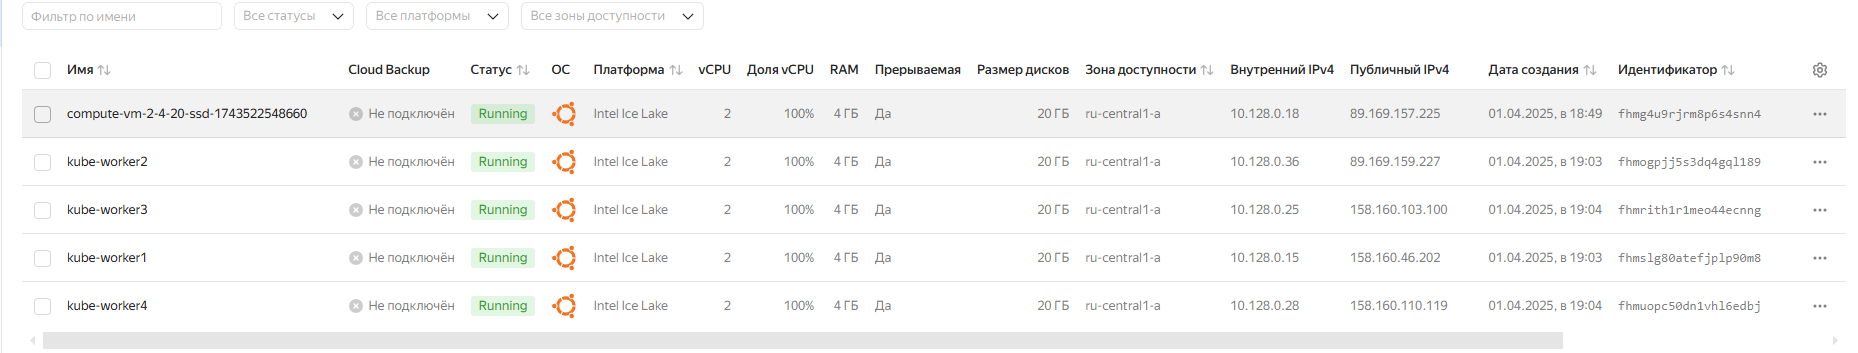 Фильтр по имени Все статусы Все платформы Все зоны доступности
Имя Cloud Backup Статус ОС Платформа vCPU Доля vCPU RAM Прерываемая Размер дисков Зона доступности Внутренний IPv4 Публичный IPv4 Дата создания Идентификатор
compute-vm-2-4-20-ssd-1743522548660 Не подключён Running Intel Ice Lake 2 100% 4 ГБ Да 20 ГБ ru-central1-a 10.128.0.18 89.169.157.225 01.04.2025, в 18:49 fhmg4u9rjrm8p6s4snn4
kube-worker2 Не подключён Running Intel Ice Lake 2 100% 4 ГБ Да 20 ГБ ru-central1-a 10.128.0.36 89.169.159.227 01.04.2025, в 19:03 fhmogpjj5s3dq4gql189
kube-worker3 Не подключён Running Intel Ice Lake 2 100% 4 ГБ Да 20 ГБ ru-central1-a 10.128.0.25 158.160.103.100 01.04.2025, в 19:04 fhmrith1r1meo44ecnng
kube-worker1 Не подключён Running Intel Ice Lake 2 100% 4 ГБ Да 20 ГБ ru-central1-a 10.128.0.15 158.160.46.202 01.04.2025, в 19:03 fhmslg80atefjplp90m8
kube-worker4 Не подключён Running Intel Ice Lake 2 100% 4 ГБ Да 20 ГБ ru-central1-a 10.128.0.28 158.160.110.119 01.04.2025, в 19:04 fhmuopc50dn1vhl6edbj